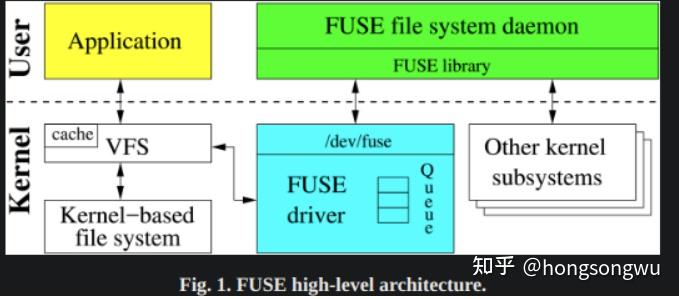 User
Application
FUSE file system daemon
FUSE library
Kernel
cache
VFS
Kernel-based
file system
/dev/fuse
FUSE
driver
Queue
Other kernel
subsystems
知乎 @hongsongwu
Fig. 1. FUSE high-level architecture.